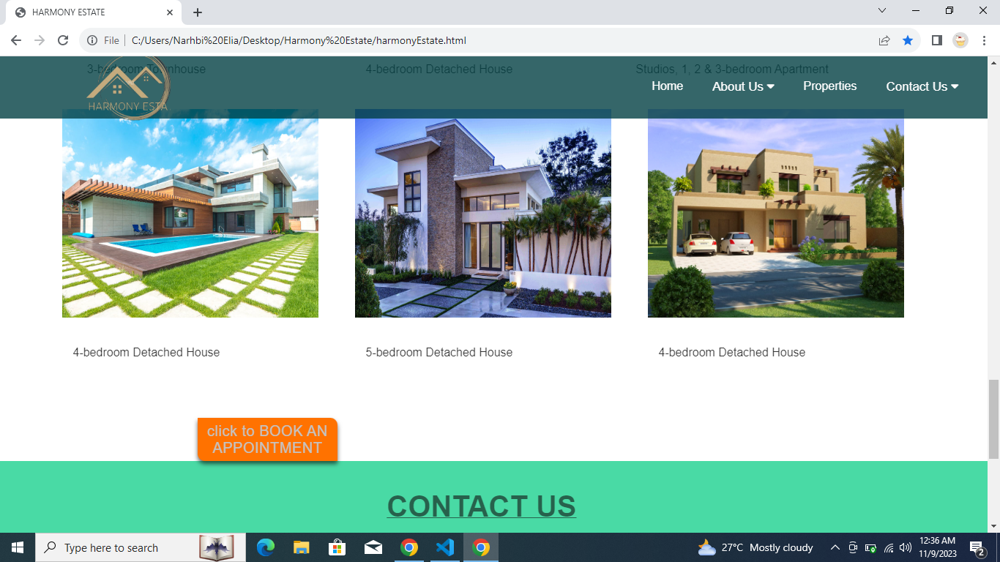 HARMONY ESTATE
File
C:/Users/Narhbi%20Elia/Desktop/Harmony%20Estate/harmonyEstate.html
3-bedroom Townhouse
4-bedroom Detached House
Studios, 1, 2 & 3-bedroom Apartment
HARMONY ESTA
Home
About Us
Properties
Contact Us
4-bedroom Detached House
5-bedroom Detached House
4-bedroom Detached House
click to BOOK AN
APPOINTMENT
CONTACT US
Type here to search
27°C Mostly cloudy
12:36 AM
11/9/2023
2